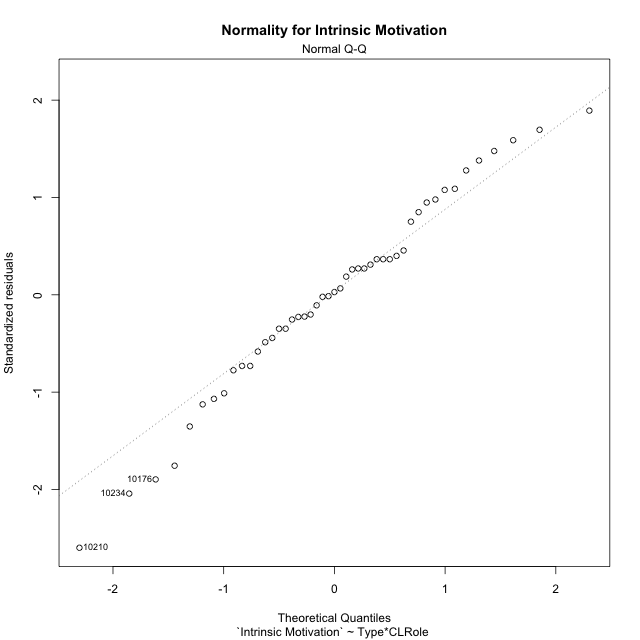 Normality for Intrinsic Motivation
Normal Q-Q
2
1
0
-1
-2
Standardized residuals
10176
10234
10210
-2
-1
0
1
2
Theoretical Quantiles
`Intrinsic Motivation` ~ Type*CLRole